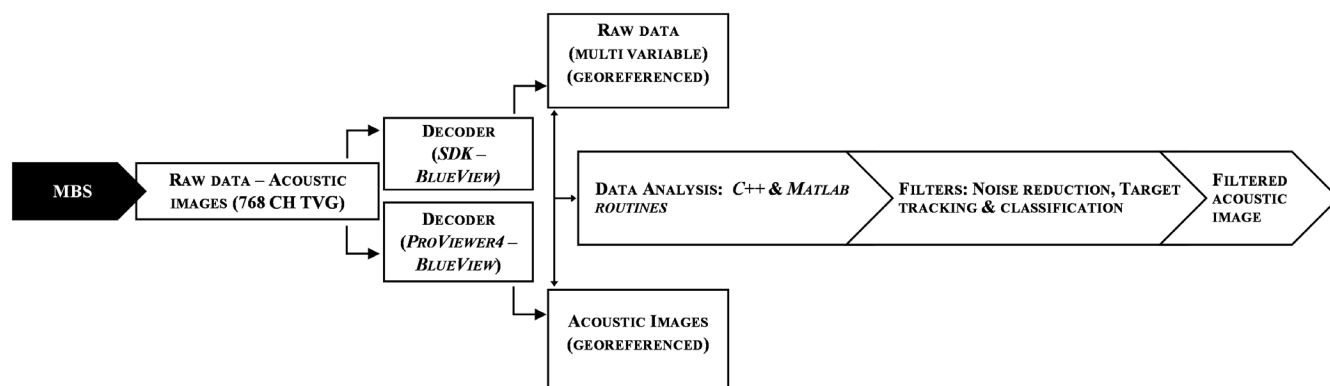 MBS
Raw data – Acoustic
images (768 CH TVG)
Decoder
(SDK –
BlueView)
Decoder
(ProViewer4 –
BlueView)
Raw data
(multi variable)
(georeferenced)
Acoustic Images
(georeferenced)
Data Analysis: C++ & Matlab
routines
Filters: Noise reduction, Target
tracking & classification
Filtered
acoustic
image